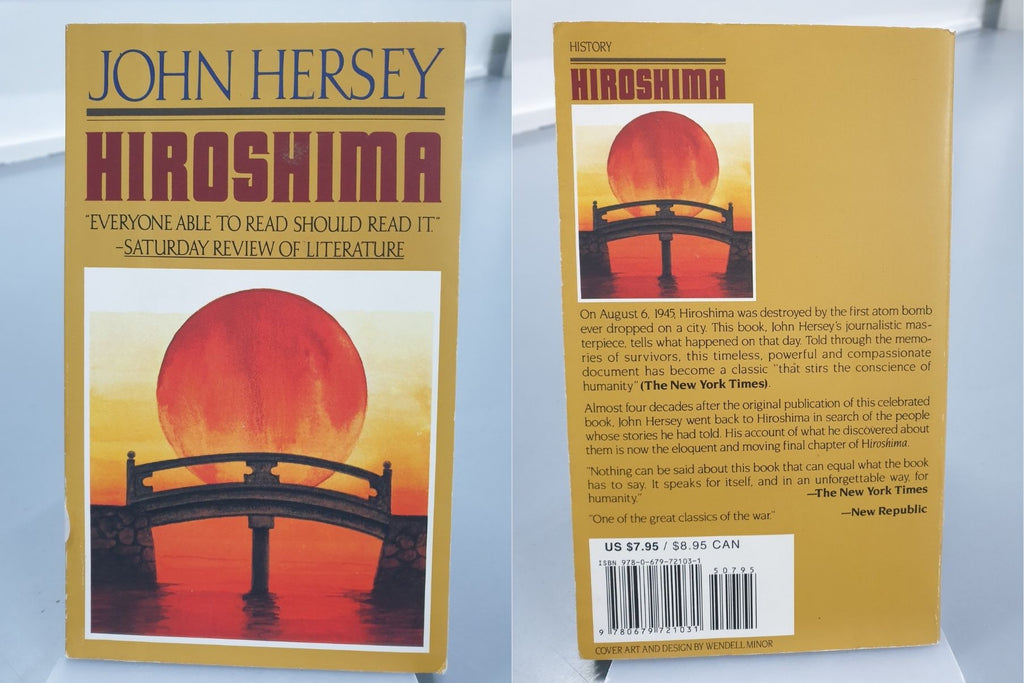 JOHN HERSEY
HIROSHIMA
"EVERYONE ABLE TO READ SHOULD READ IT."
–SATURDAY REVIEW OF LITERATURE
HISTORY
HIROSHIMA
On August 6, 1945, Hiroshima was destroyed by the first atom bomb
ever dropped on a city. This book, John Hersey's journalistic mas-
terpiece, tells what happened on that day. Told through the memo-
ries of survivors, this timeless, powerful and compassionate
document has become a classic "that stirs the conscience of
humanity" (The New York Times).
Almost four decades after the original publication of this celebrated
book, John Hersey went back to Hiroshima in search of the people
whose stories he had told. His account of what he discovered about
them is now the eloquent and moving final chapter of Hiroshima.
"Nothing can be said about this book that can equal what the book
has to say. It speaks for itself, and in an unforgettable way, for
humanity."
—The New York Times
"One of the great classics of the war."
—New Republic
US $7.95 / $8.95 CAN
ISBN 978-0-679-72103-1
50795
9 780679 721031
COVER ART AND DESIGN BY WENDELL MINOR